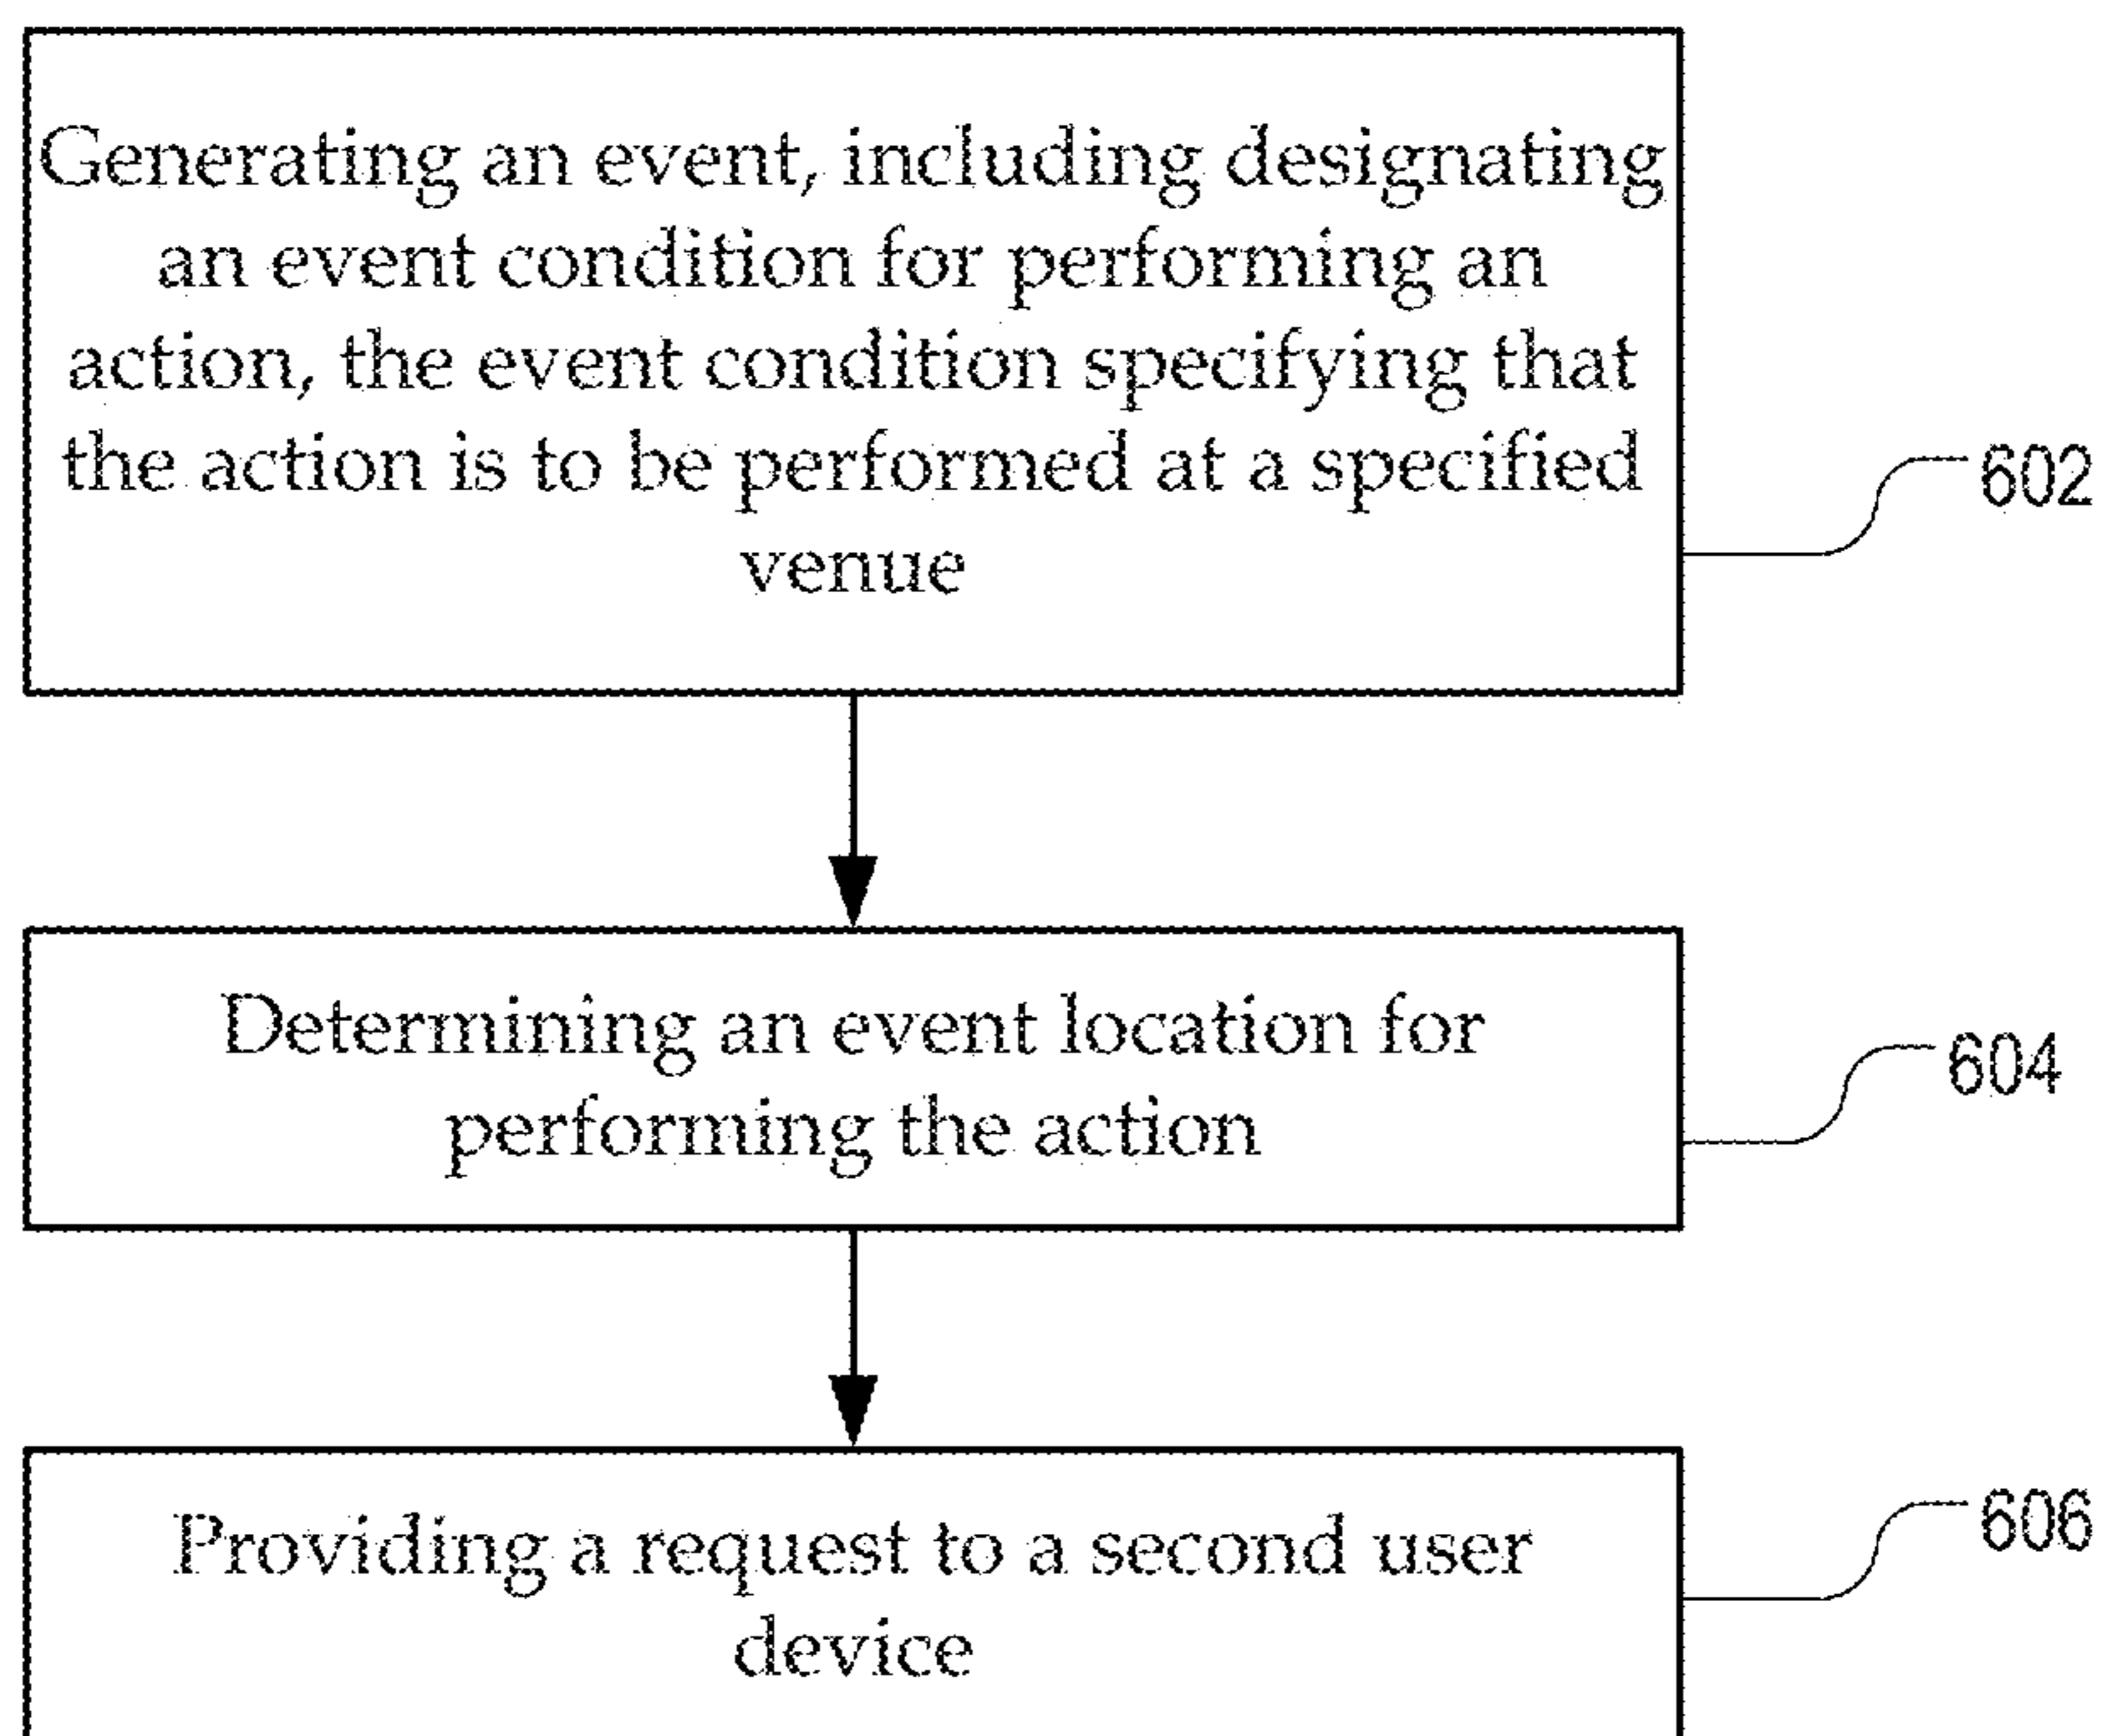 Generating an event, including designating
an event condition for performing an
action, the event condition specifying that
the action is to be performed at a specified
venue
602
Determining an event location for
performing the action
604
Providing a request to a second user
device
606